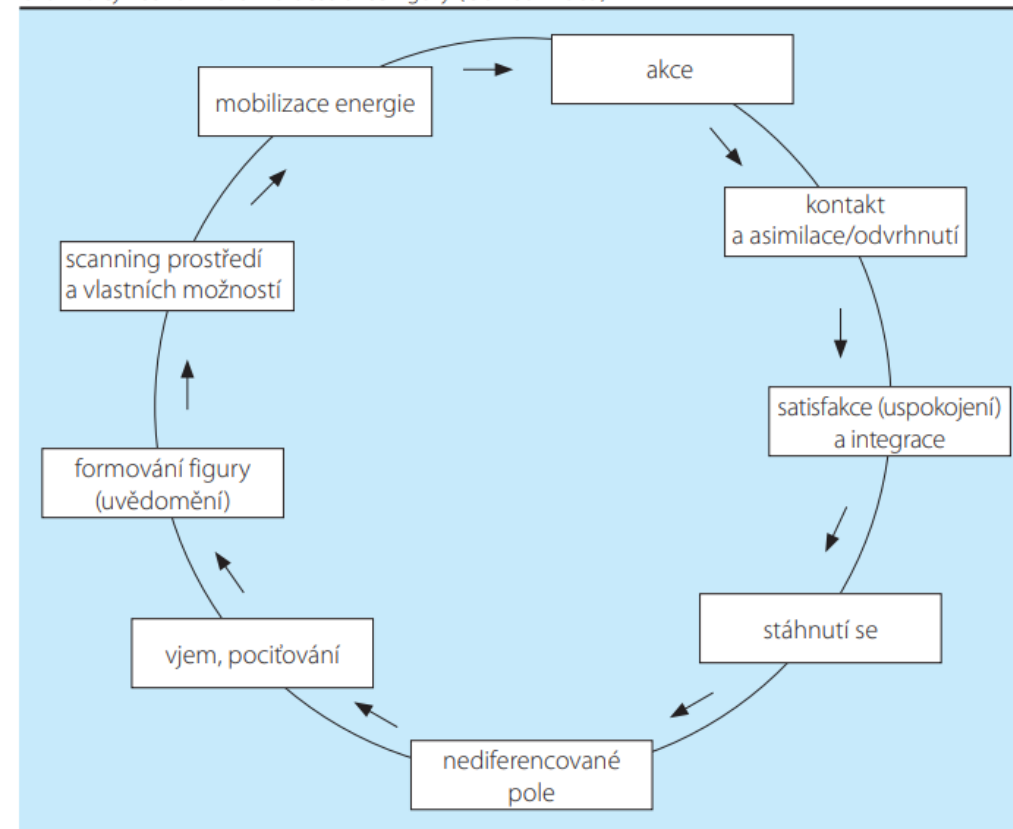 akce
mobilizace energie
kontakt
a asimilace/odvrhnutí
scanning prostředí
a vlastních možností
satisfakce (uspokojení)
a integrace
formování figury
(uvědomění)
stáhnutí se
vjem, pociťování
nediferencované
pole